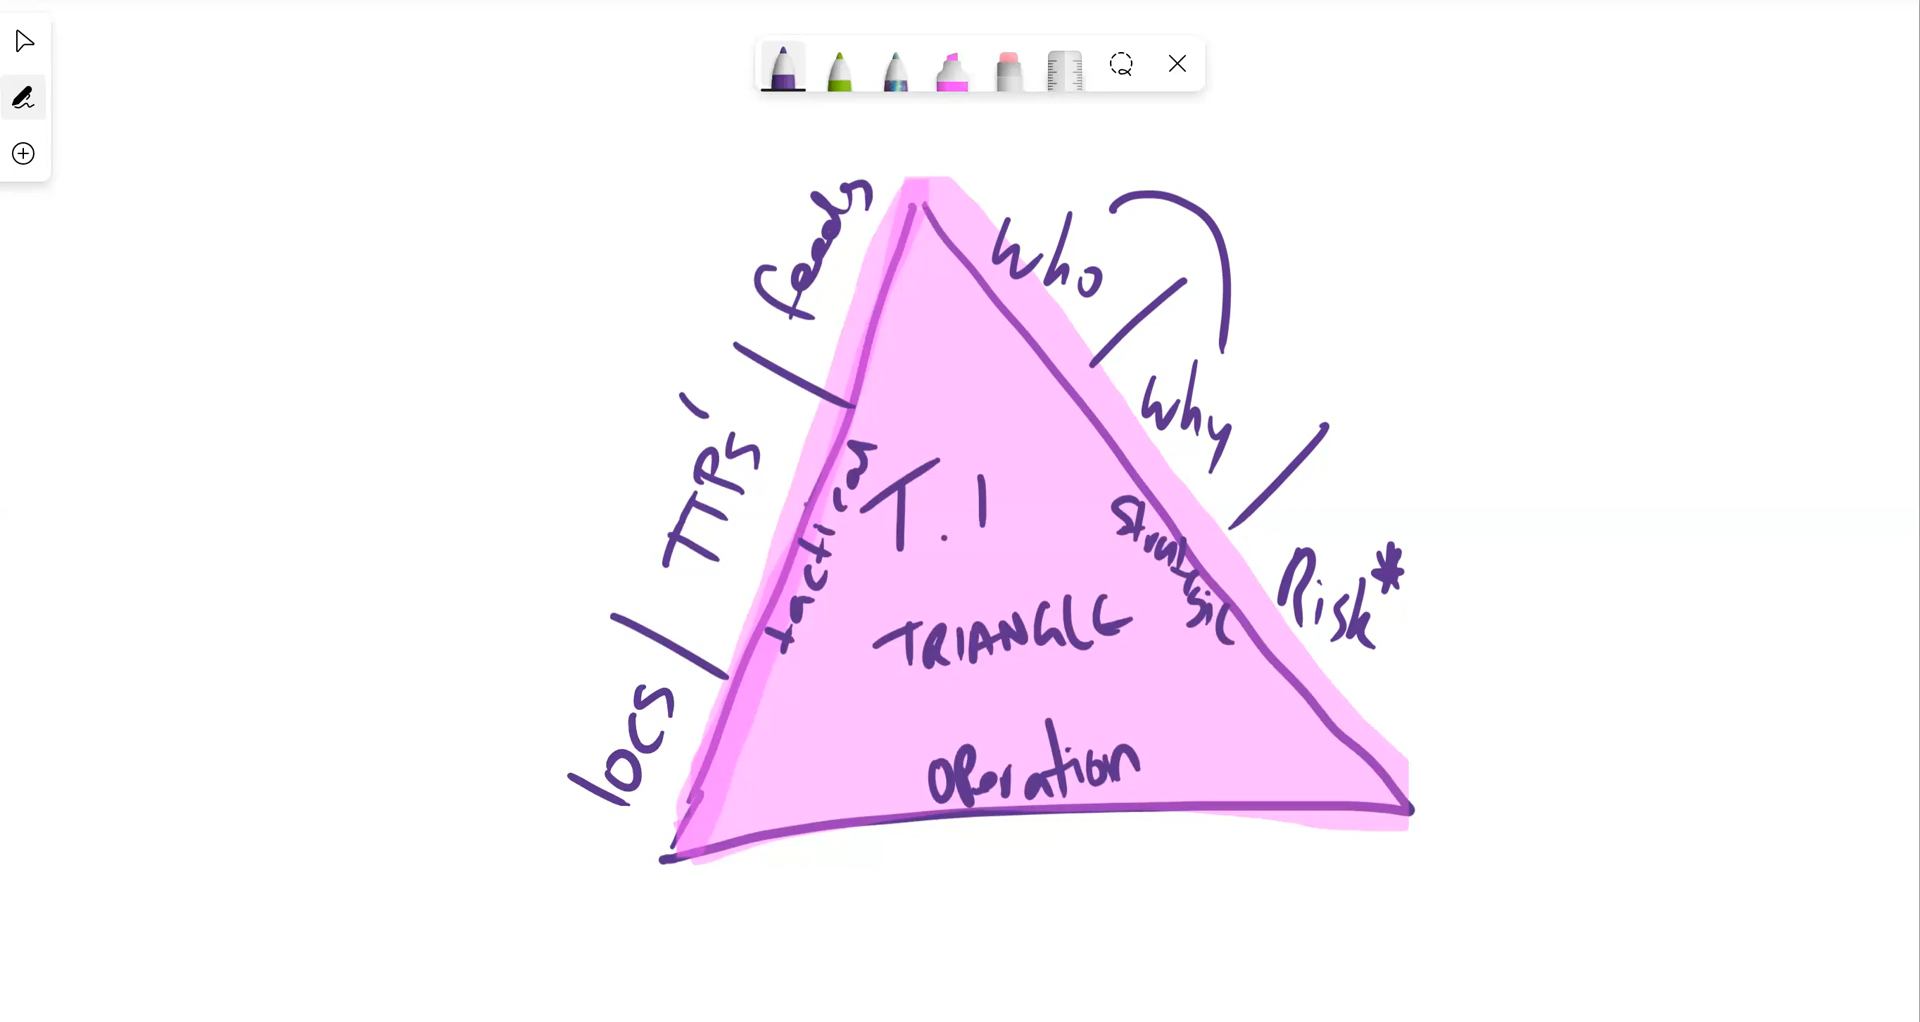 feeds
Who
TTPs'
Why
tactical
T.I
Strategic
Risk*
TRIANGLE
IOCS
Operation